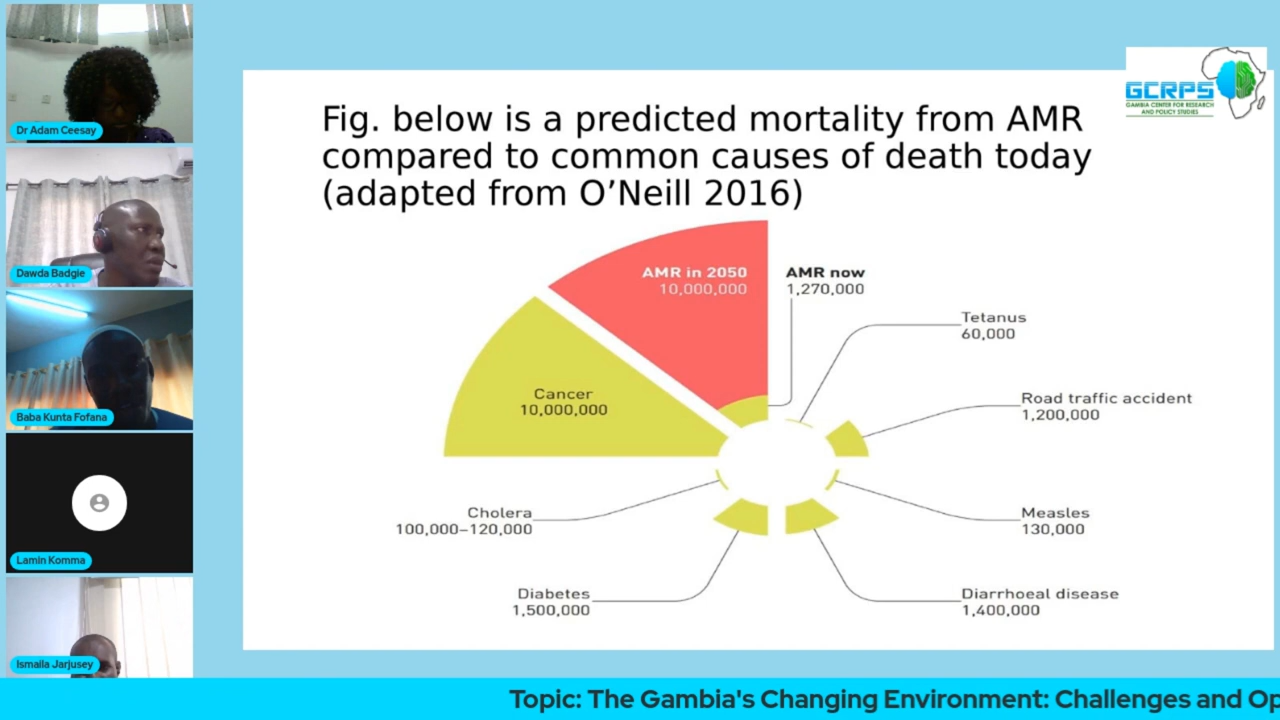 Dr Adam Ceesay
Dawda Badgie
Baba Kunta Fofana
Lamin Komma
Ismaila Jarjusey
GCRPS
GAMBIA CENTER FOR RESEARCH
AND POLICY STUDIES
Fig. below is a predicted mortality from AMR
compared to common causes of death today
(adapted from O’Neill 2016)
AMR in 2050
10,000,000
AMR now
1,270,000
Tetanus
60,000
Cancer
10,000,000
Road traffic accident
1,200,000
Cholera
100,000–120,000
Measles
130,000
Diabetes
1,500,000
Diarrhoeal disease
1,400,000
Topic: The Gambia's Changing Environment: Challenges and Op